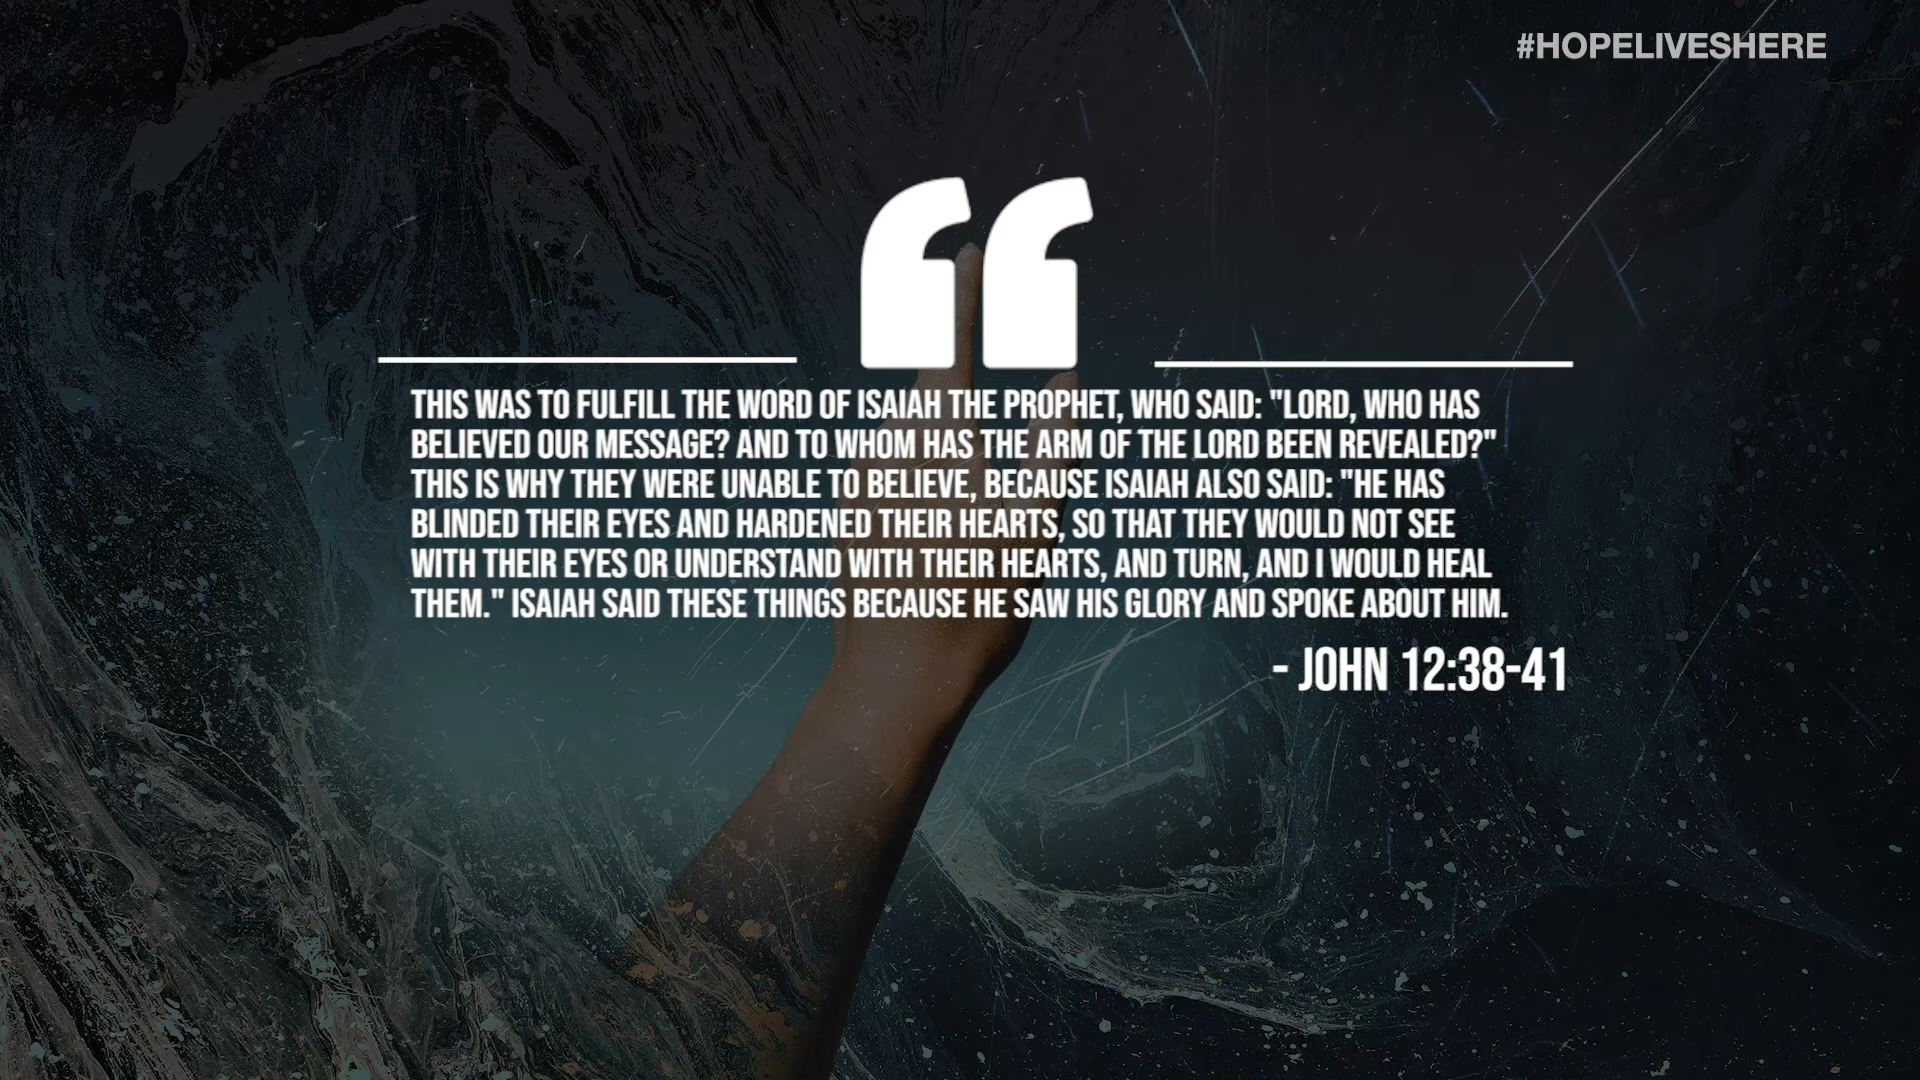 #HOPELIVESHERE
“
THIS WAS TO FULFILL THE WORD OF ISAIAH THE PROPHET, WHO SAID: "LORD, WHO HAS
BELIEVED OUR MESSAGE? AND TO WHOM HAS THE ARM OF THE LORD BEEN REVEALED?"
THIS IS WHY THEY WERE UNABLE TO BELIEVE, BECAUSE ISAIAH ALSO SAID: "HE HAS
BLINDED THEIR EYES AND HARDENED THEIR HEARTS, SO THAT THEY WOULD NOT SEE
WITH THEIR EYES OR UNDERSTAND WITH THEIR HEARTS, AND TURN, AND I WOULD HEAL
THEM." ISAIAH SAID THESE THINGS BECAUSE HE SAW HIS GLORY AND SPOKE ABOUT HIM.
- JOHN 12:38-41